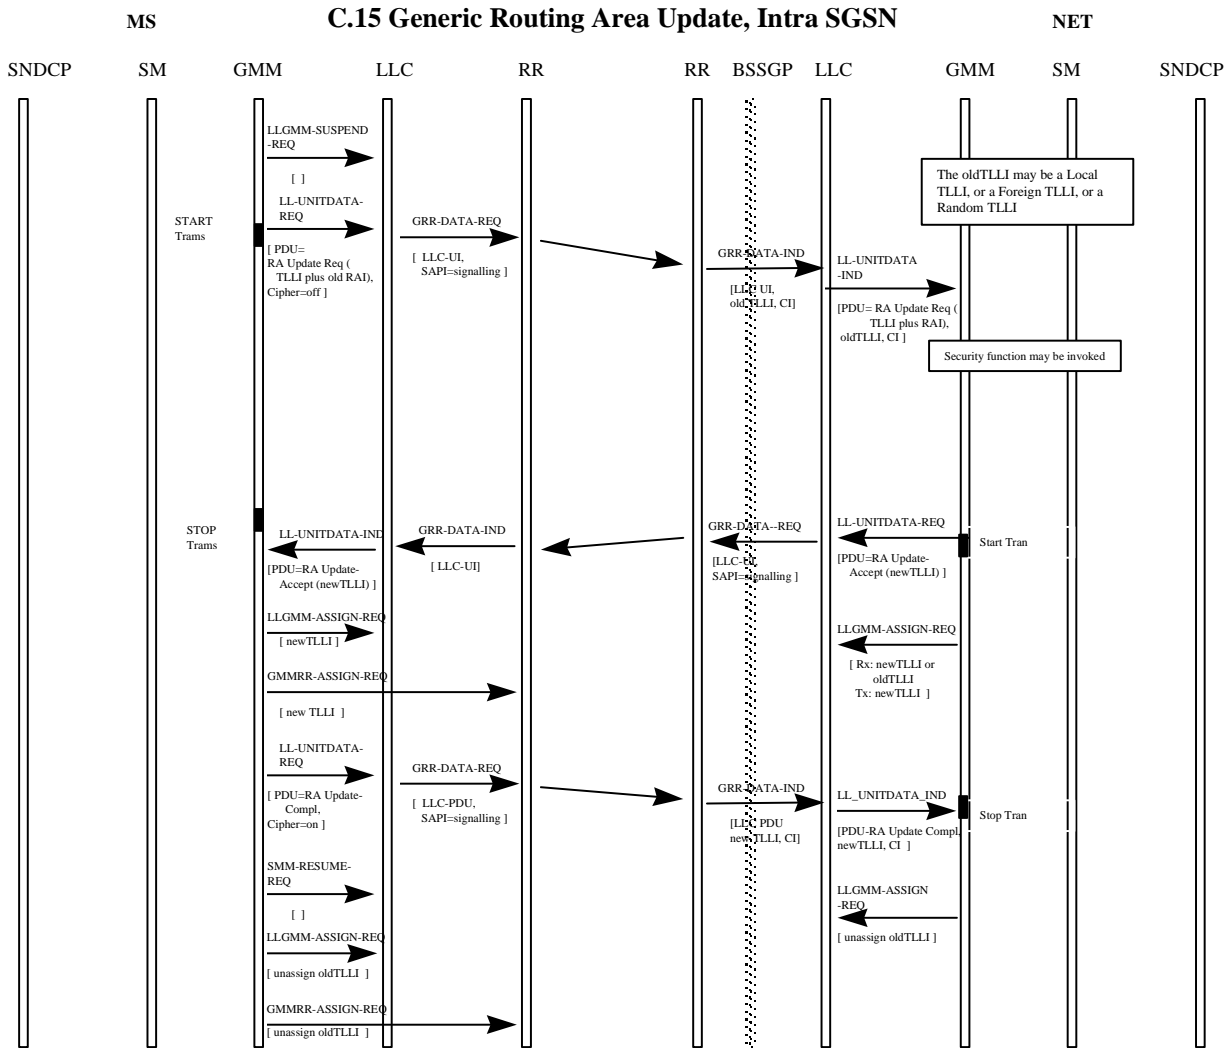 C.15 Generic Routing Area Update, Intra SGSN
MS
NET
SNDCP SM GMM LLC RR RR BSSGP LLC GMM SM SNDCP
LLGMM-SUSPEND
-REQ
[ ]
The oldTLLI may be a Local
TLLI, or a Foreign TLLI, or a
Random TLLI
START
Trams
LL-UNITDATA-
REQ
[ PDU=
RA Update Req (
TLLI plus old RAI),
Cipher=off ]
GRR-DATA-REQ
[ LLC-UI,
SAPI=signalling ]
GRR-DATA-IND
[LLC UI,
old TLLI, CI]
LL-UNITDATA
-IND
[PDU= RA Update Req (
TLLI plus RAI),
oldTLLI, CI ]
Security function may be invoked
STOP
Trams
LL-UNITDATA-IND
[PDU=RA Update-
Accept (newTLLI) ]
GRR-DATA-IND
[ LLC-UI]
GRR-DATA--REQ
[LLC-UI,
SAPI=signalling ]
LL-UNITDATA-REQ
[PDU=RA Update-
Accept (newTLLI) ]
Start Tran
LLGMM-ASSIGN-REQ
[ newTLLI ]
LLGMM-ASSIGN-REQ
[ Rx: newTLLI or
oldTLLI
Tx: newTLLI ]
GMMRR-ASSIGN-REQ
[ new TLLI ]
LL-UNITDATA-
REQ
[ PDU=RA Update-
Compl,
Cipher=on ]
GRR-DATA-REQ
[ LLC-PDU,
SAPI=signalling ]
GRR-DATA-IND
[LLC PDU
new TLLI, CI]
LL_UNITDATA_IND
[PDU-RA Update Compl,
newTLLI, CI ]
Stop Tran
SMM-RESUME-
REQ
[ ]
LLGMM-ASSIGN
-REQ
[ unassign oldTLLI ]
LLGMM-ASSIGN-REQ
[ unassign oldTLLI ]
GMMRR-ASSIGN-REQ
[ unassign oldTLLI ]